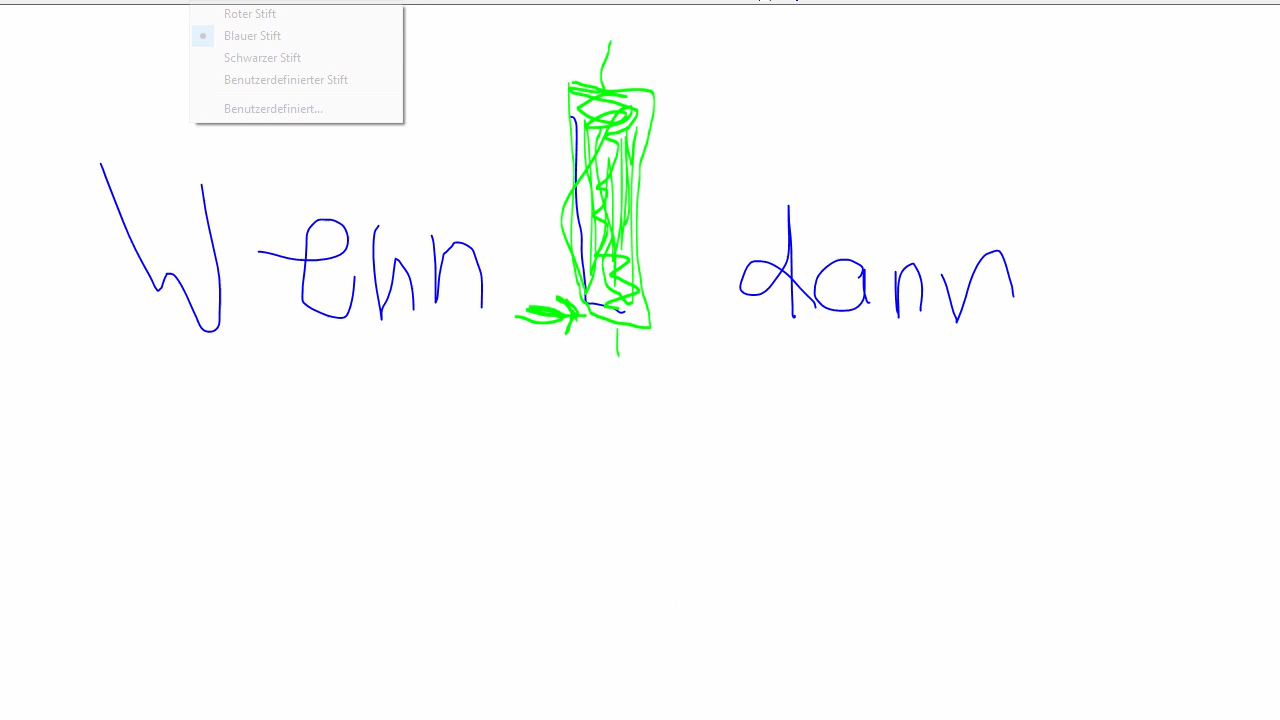 Roter Stift
Blauer Stift
Schwarzer Stift
Benutzerdefinierter Stift
Benutzerdefiniert...
Wenn dann